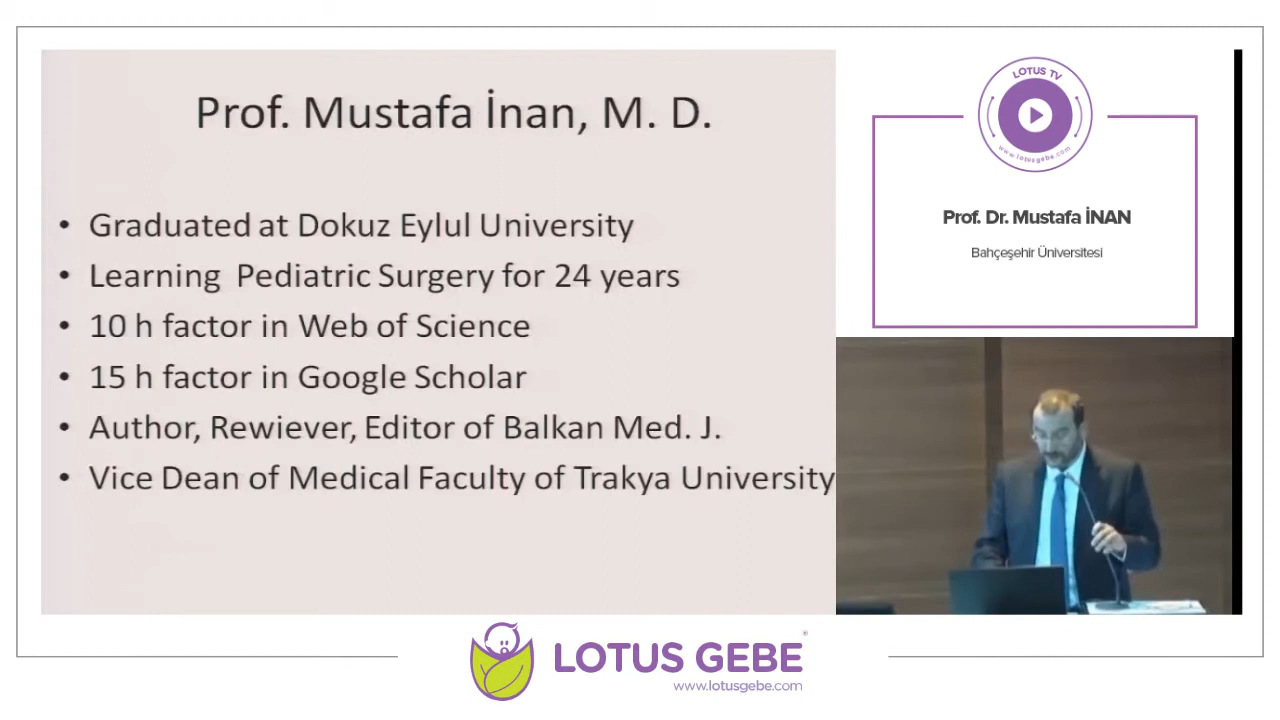 Prof. Mustafa İnan, M. D.
• Graduated at Dokuz Eylul University
• Learning Pediatric Surgery for 24 years
• 10 h factor in Web of Science
• 15 h factor in Google Scholar
• Author, Rewiever, Editor of Balkan Med. J.
• Vice Dean of Medical Faculty of Trakya University
LOTUS TV
www.lotusgebe.com
Prof. Dr. Mustafa İNAN
Bahçeşehir Üniversitesi
LOTUS GEBE®
www.lotusgebe.com